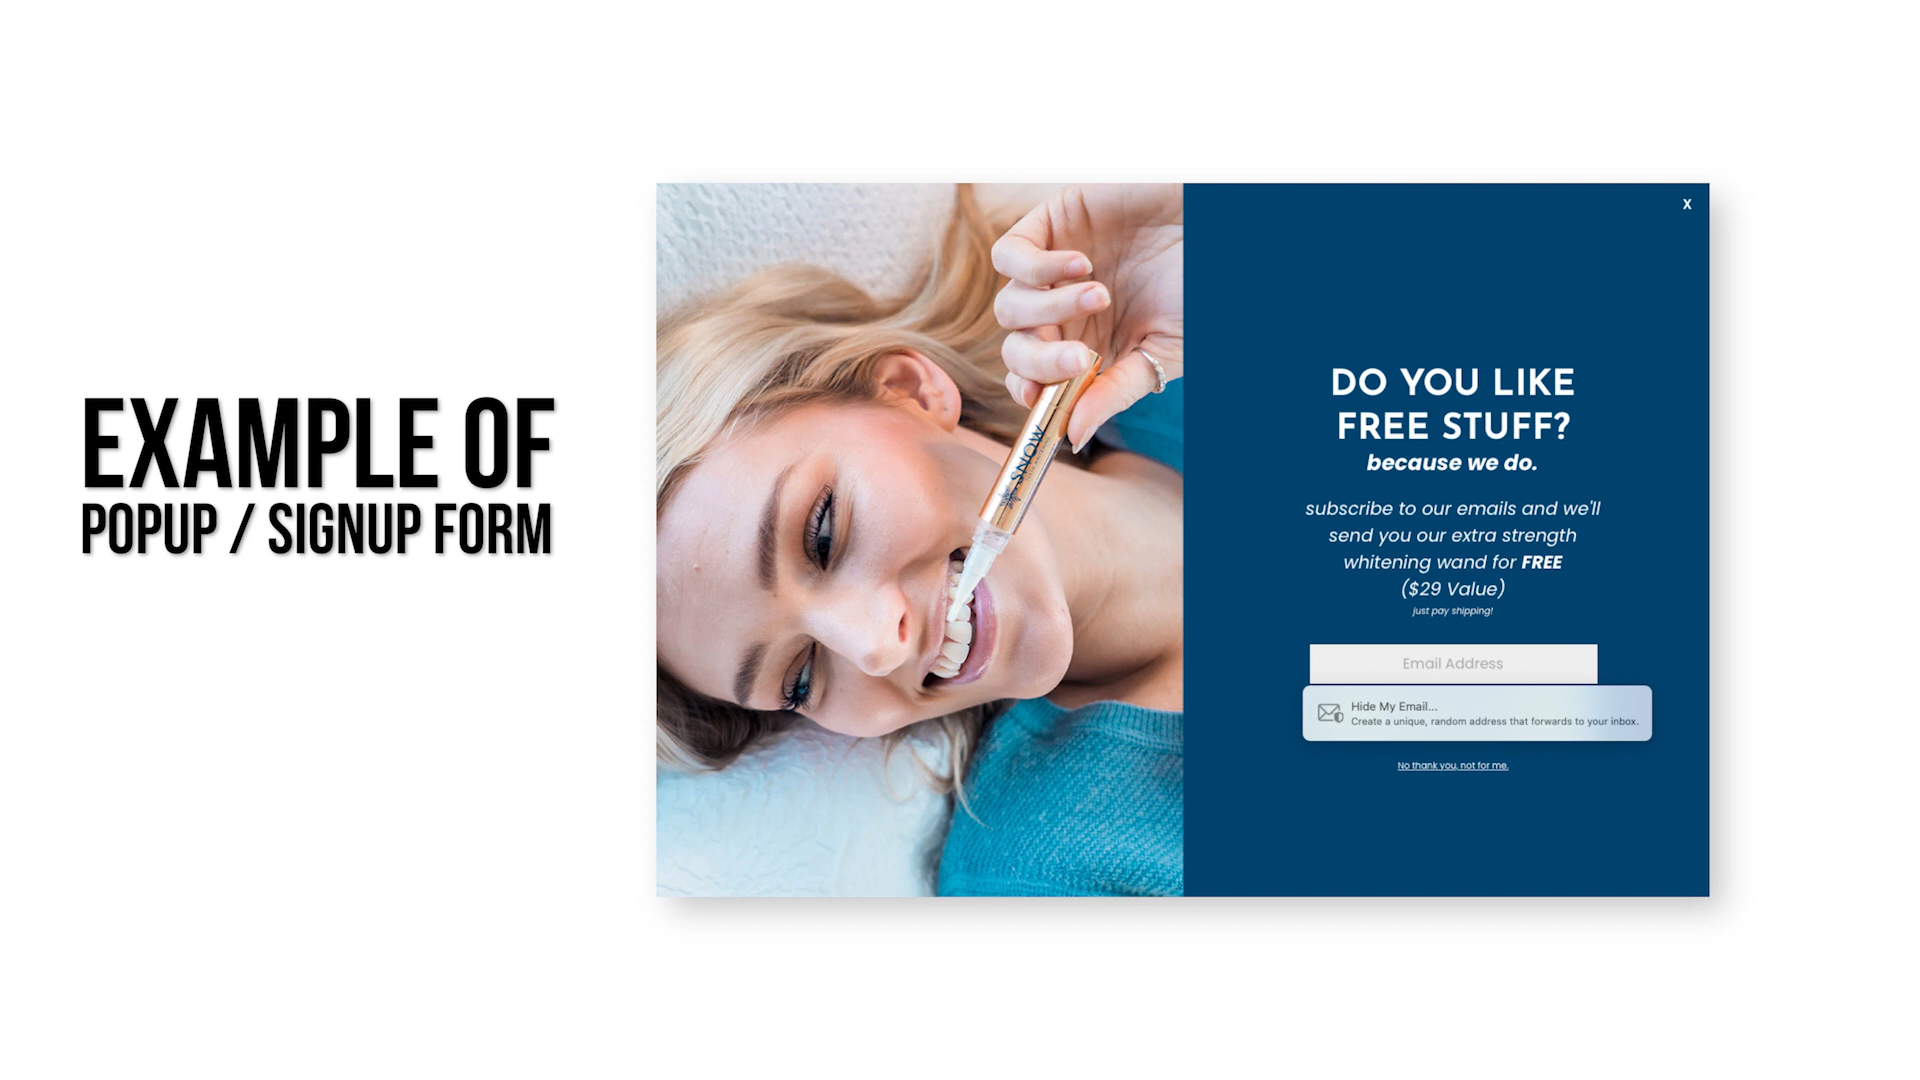 EXAMPLE OF
POPUP / SIGNUP FORM
SNOW
X
DO YOU LIKE
FREE STUFF?
because we do.
subscribe to our emails and we'll
send you our extra strength
whitening wand for FREE
($29 Value)
just pay shipping!
Email Address
Hide My Email...
Create a unique, random address that forwards to your inbox.
No thank you, not for me.